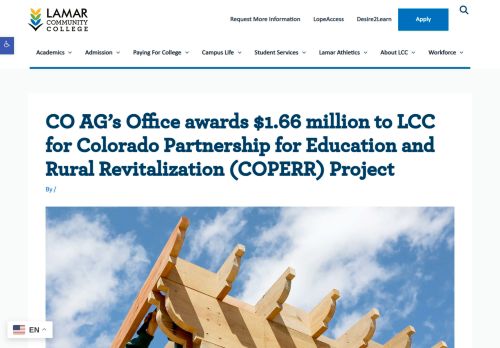 LAMAR
COMMUNITY
COLLEGE
Request More Information LopeAccess Desire2Learn Apply
Academics Admission Paying For College Campus Life Student Services Lamar Athletics About LCC Workforce
CO AG's Office awards $1.66 million to LCC
for Colorado Partnership for Education and
Rural Revitalization (COPERR) Project
By /
EN